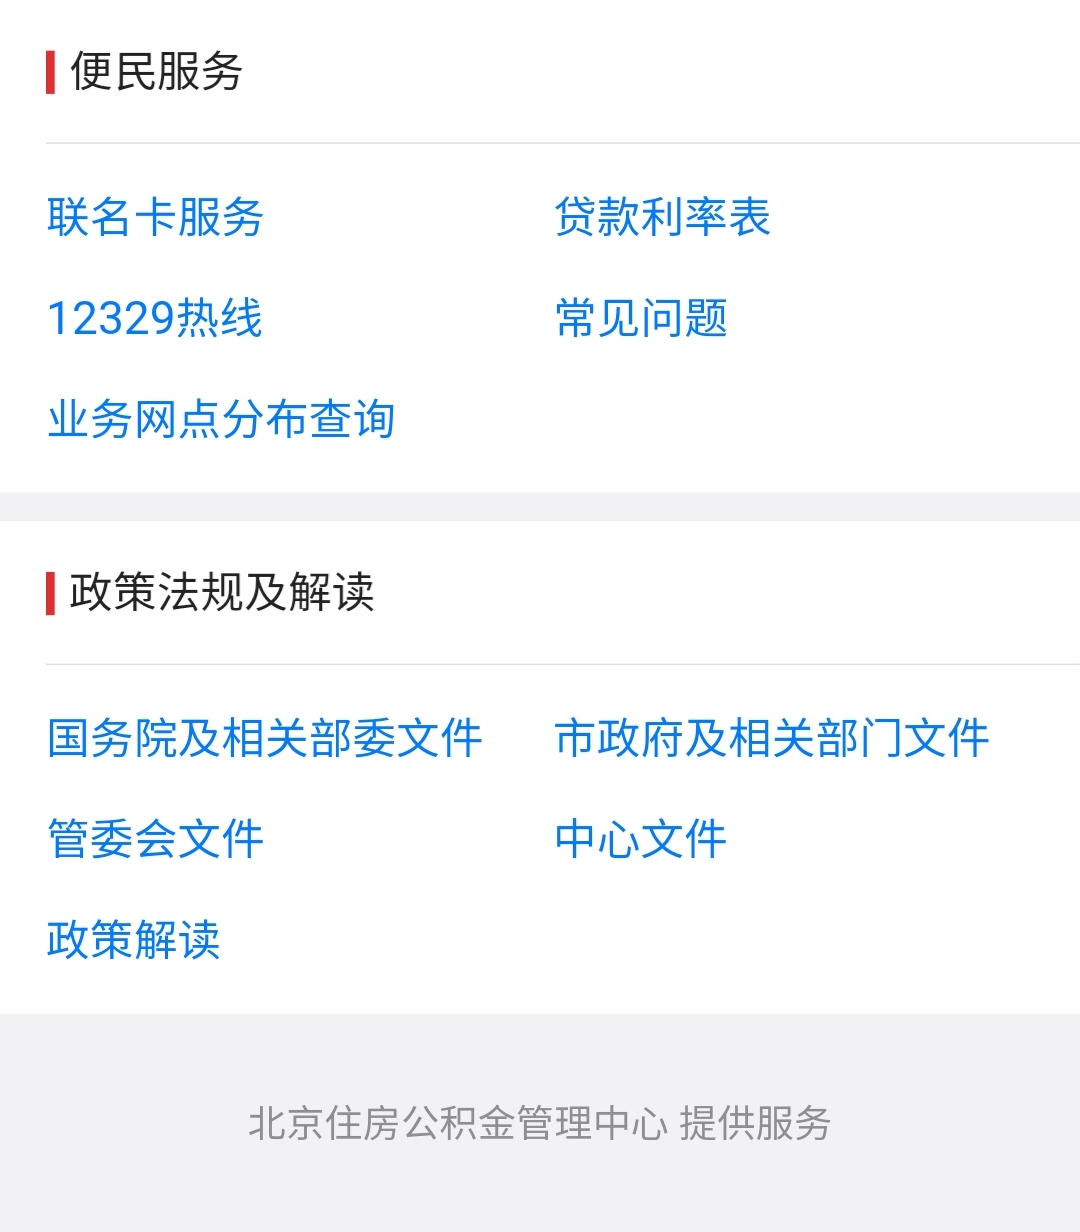 便民服务
联名卡服务 贷款利率表
12329热线 常见问题
业务网点分布查询
政策法规及解读
国务院及相关部委文件 市政府及相关部门文件
管委会文件 中心文件
政策解读
北京住房公积金管理中心 提供服务